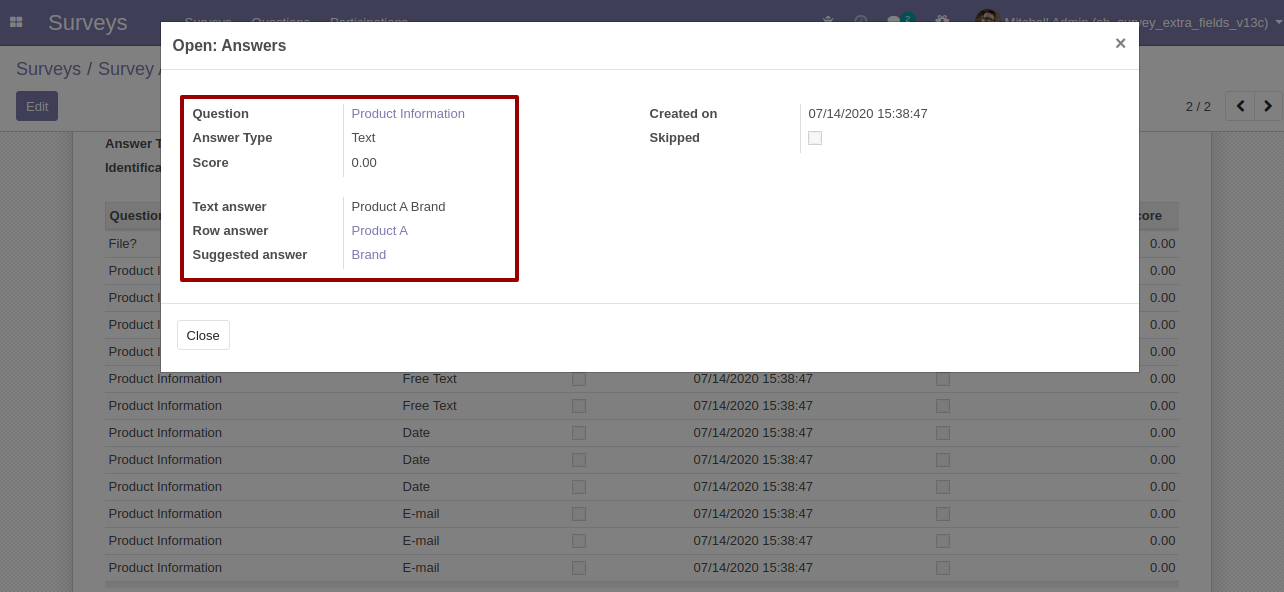 Surveys Surveys Questions Participations 2 Mitchell Admin vey_extra_fields_v13c)
Open: Answers ×
Surveys / Survey
Edit
2 / 2
Question Product Information
Answer Type Text
Score 0.00
Text answer Product A Brand
Row answer Product A
Suggested answer Brand
Created on 07/14/2020 15:38:47
Skipped
Close
Answer
File? 0.00
Product 0.00
Product 0.00
Product 0.00
Product 0.00
Product Information Free Text 07/14/2020 15:38:47 0.00
Product Information Free Text 07/14/2020 15:38:47 0.00
Product Information Date 07/14/2020 15:38:47 0.00
Product Information Date 07/14/2020 15:38:47 0.00
Product Information Date 07/14/2020 15:38:47 0.00
Product Information E-mail 07/14/2020 15:38:47 0.00
Product Information E-mail 07/14/2020 15:38:47 0.00
Product Information E-mail 07/14/2020 15:38:47 0.00